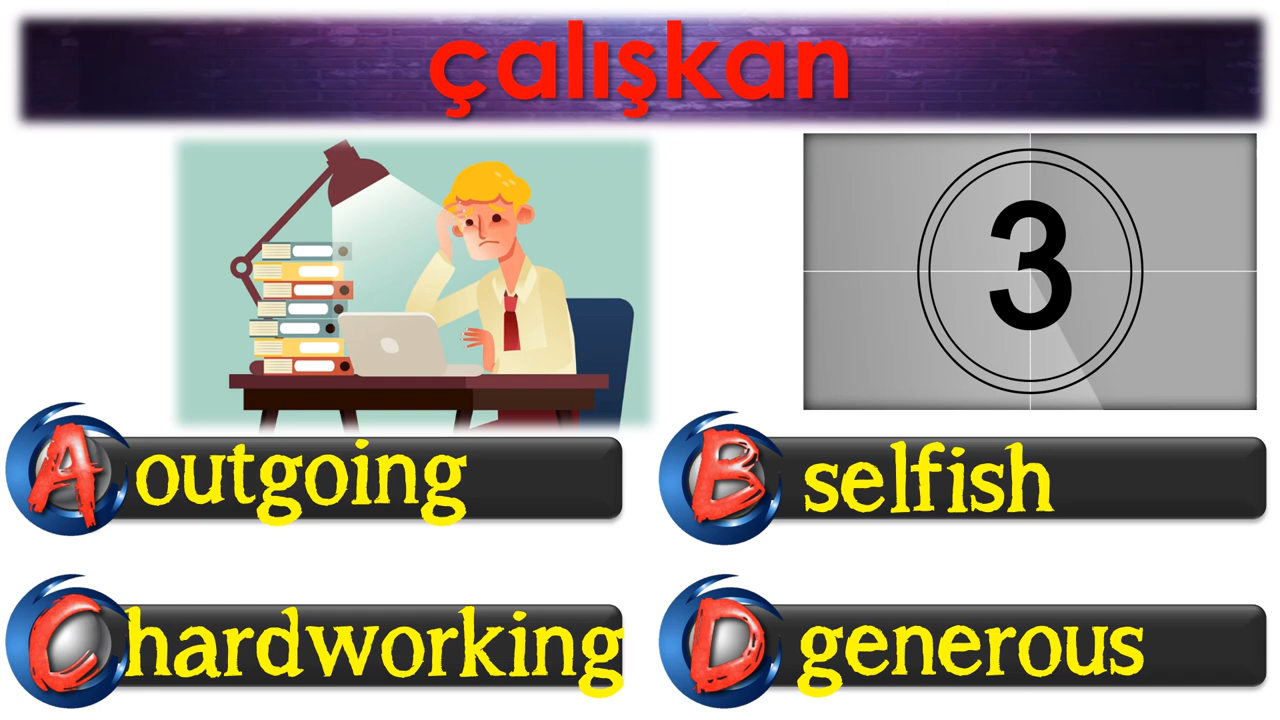 çalışkan
3
A outgoing
B selfish
C hardworking
D generous